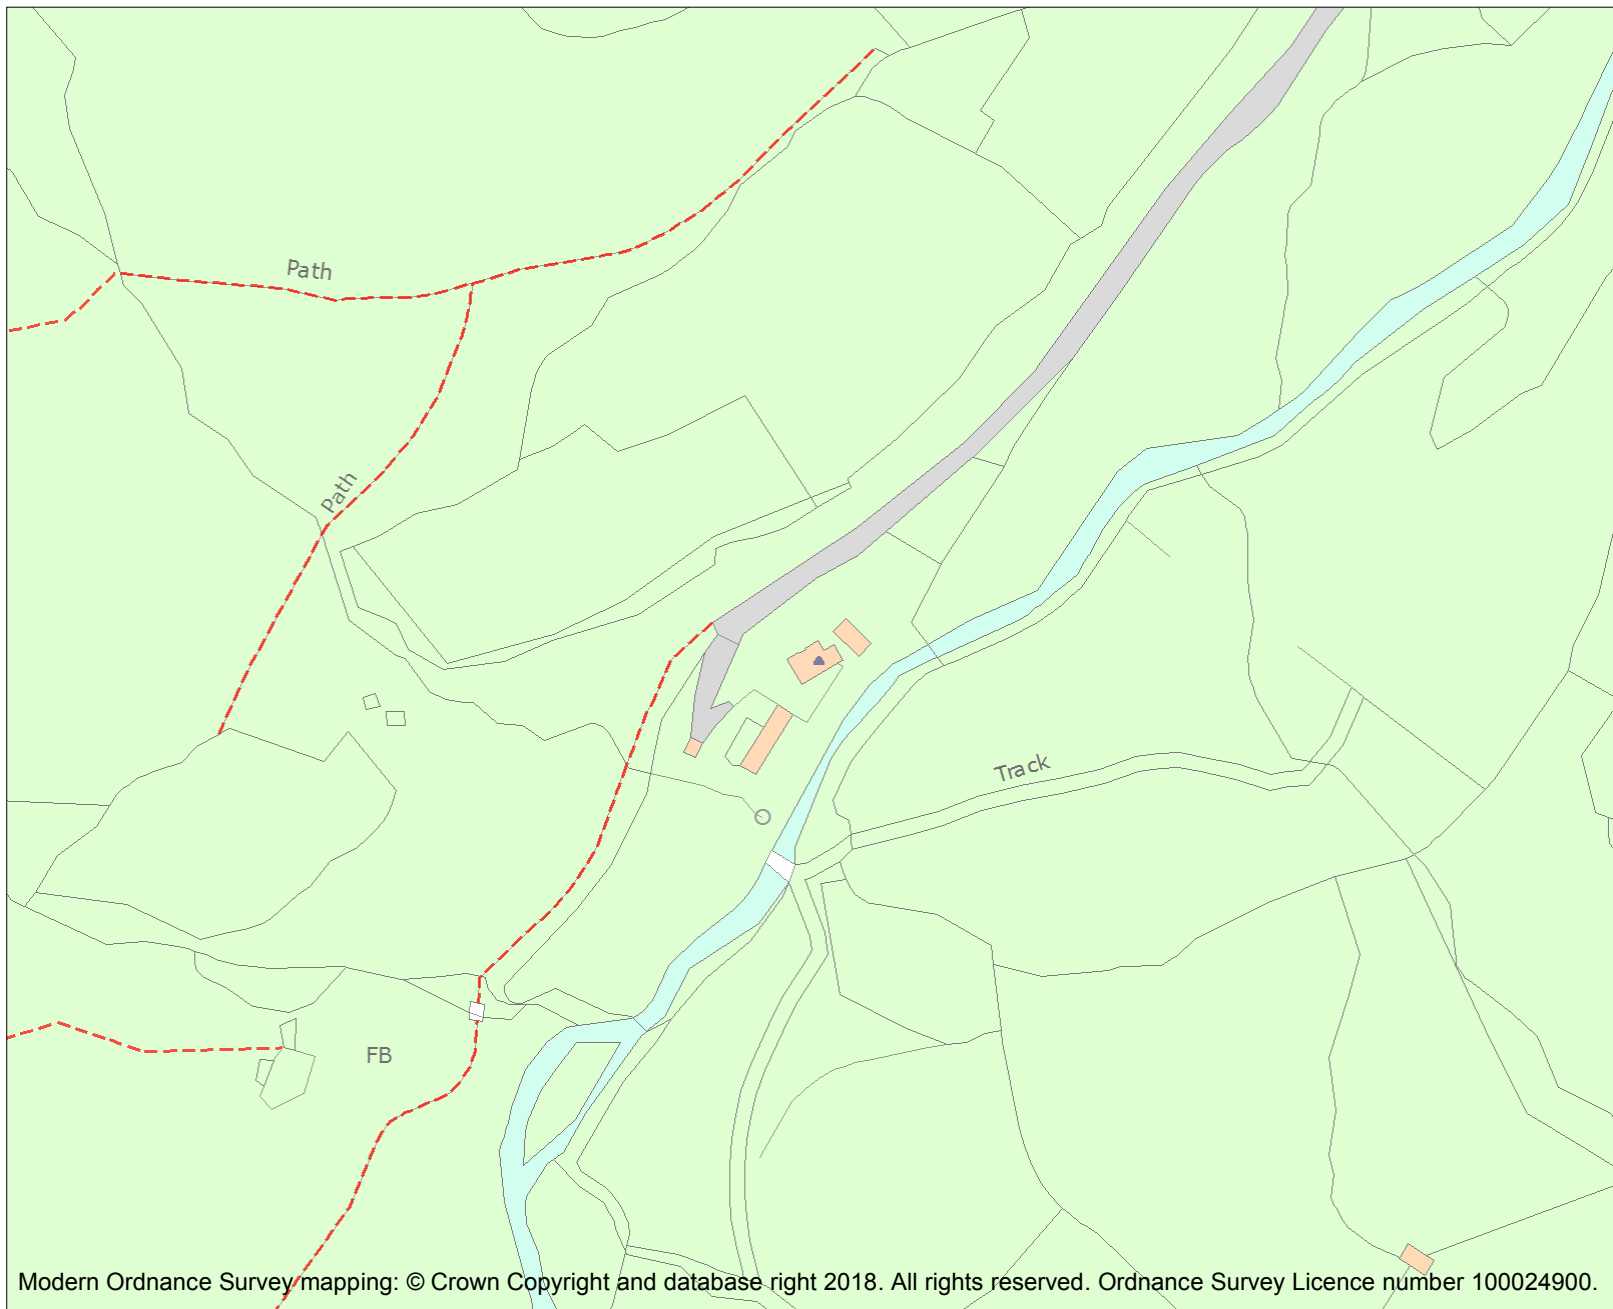 Path
Path
Track
FB
Modern Ordnance Survey mapping: © Crown Copyright and database right 2018. All rights reserved. Ordnance Survey Licence number 100024900.